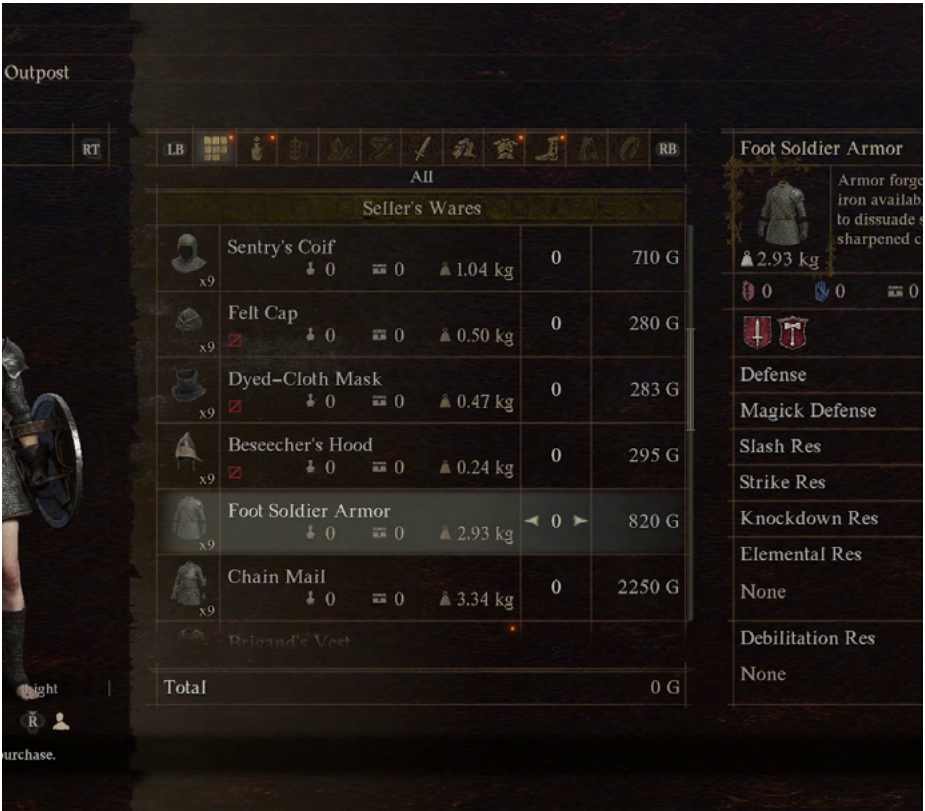 Outpost
RT
LB
RB
All
Seller's Wares
Sentry's Coif
x9 0 0 1.04 kg 0 710 G
Felt Cap
x9 0 0 0.50 kg 0 280 G
Dyed-Cloth Mask
x9 0 0 0.47 kg 0 283 G
Beseecher's Hood
x9 0 0 0.24 kg 0 295 G
Foot Soldier Armor
x9 0 0 2.93 kg 0 820 G
Chain Mail
x9 0 0 3.34 kg 0 2250 G
Brigand's Vest
Total 0 G
Light
R
purchase.
Foot Soldier Armor
Armor forge
iron availab
to dissuade s
sharpened c
2.93 kg
0 0 0
Defense
Magick Defense
Slash Res
Strike Res
Knockdown Res
Elemental Res
None
Debilitation Res
None